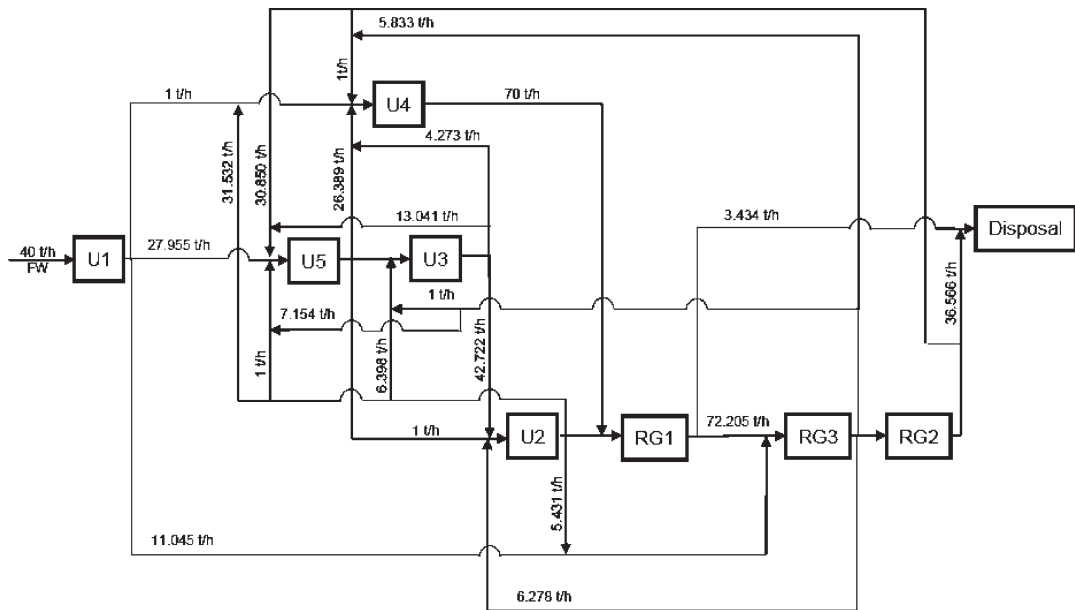 5.833 t/h
1t/h
1 t/h
U4
70 t/h
4.273 t/h
31.532 t/h
30.850 t/h
26.389 t/h
13.041 t/h
3.434 t/h
Disposal
40 t/h
FW
U1
27.955 t/h
U5
U3
1 t/h
7.154 t/h
36.566 t/h
1 t/h
6.398 t/h
42.722 t/h
1 t/h
U2
RG1
72.205 t/h
RG3
RG2
5.431 t/h
11.045 t/h
6.278 t/h